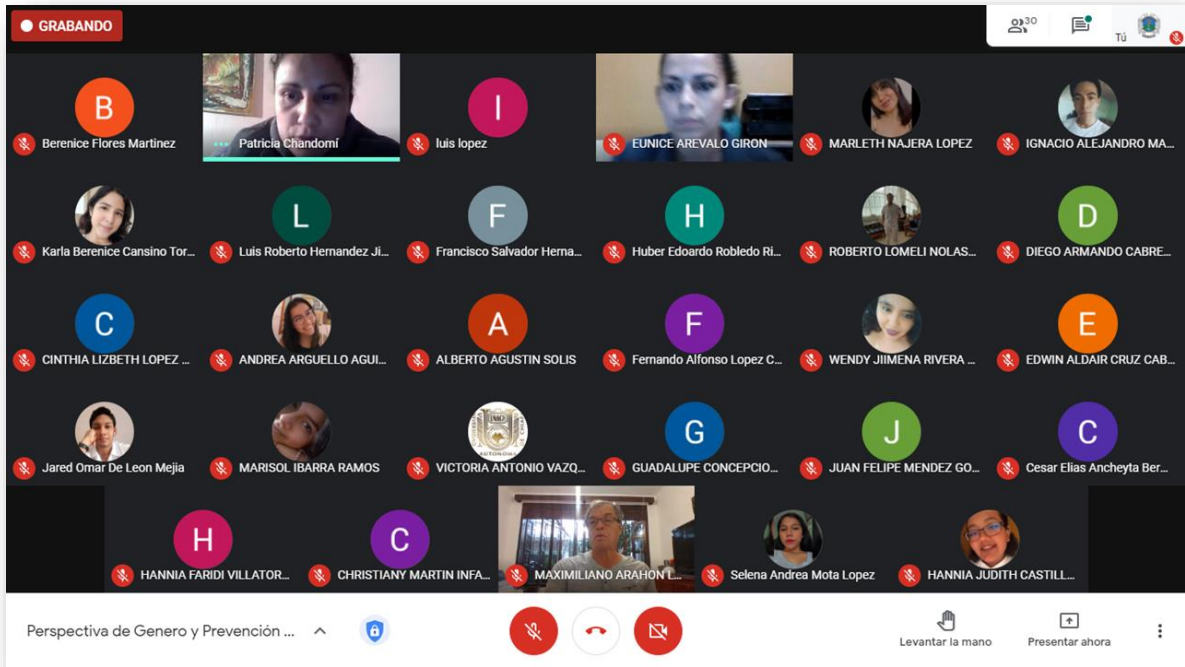 GRABANDO
30
Tú
B
I
Berenice Flores Martinez
Patricia Chandomí
luis lopez
EUNICE AREVALO GIRON
MARLETH NAJERA LOPEZ
IGNACIO ALEJANDRO MA...
L
F
H
D
Karla Berenice Cansino Tor...
Luis Roberto Hernandez Ji...
Francisco Salvador Herna...
Huber Edoardo Robledo Ri...
ROBERTO LOMELI NOLAS...
DIEGO ARMANDO CABRE...
C
A
F
E
CINTHIA LIZBETH LOPEZ ...
ANDREA ARGUELLO AGUI...
ALBERTO AGUSTIN SOLIS
Fernando Alfonso Lopez C...
WENDY JIIMENA RIVERA ...
EDWIN ALDAIR CRUZ CAB...
UNACH
AUTONOMA
G
J
C
Jared Omar De Leon Mejia
MARISOL IBARRA RAMOS
VICTORIA ANTONIO VAZQ...
GUADALUPE CONCEPCIO...
JUAN FELIPE MENDEZ GO...
Cesar Elias Ancheyta Ber...
H
C
HANNIA FARIDI VILLATOR...
CHRISTIANY MARTIN INFA...
MAXIMILIANO ARAHON L...
Selena Andrea Mota Lopez
HANNIA JUDITH CASTILL...
Perspectiva de Genero y Prevención ...
Levantar la mano
Presentar ahora